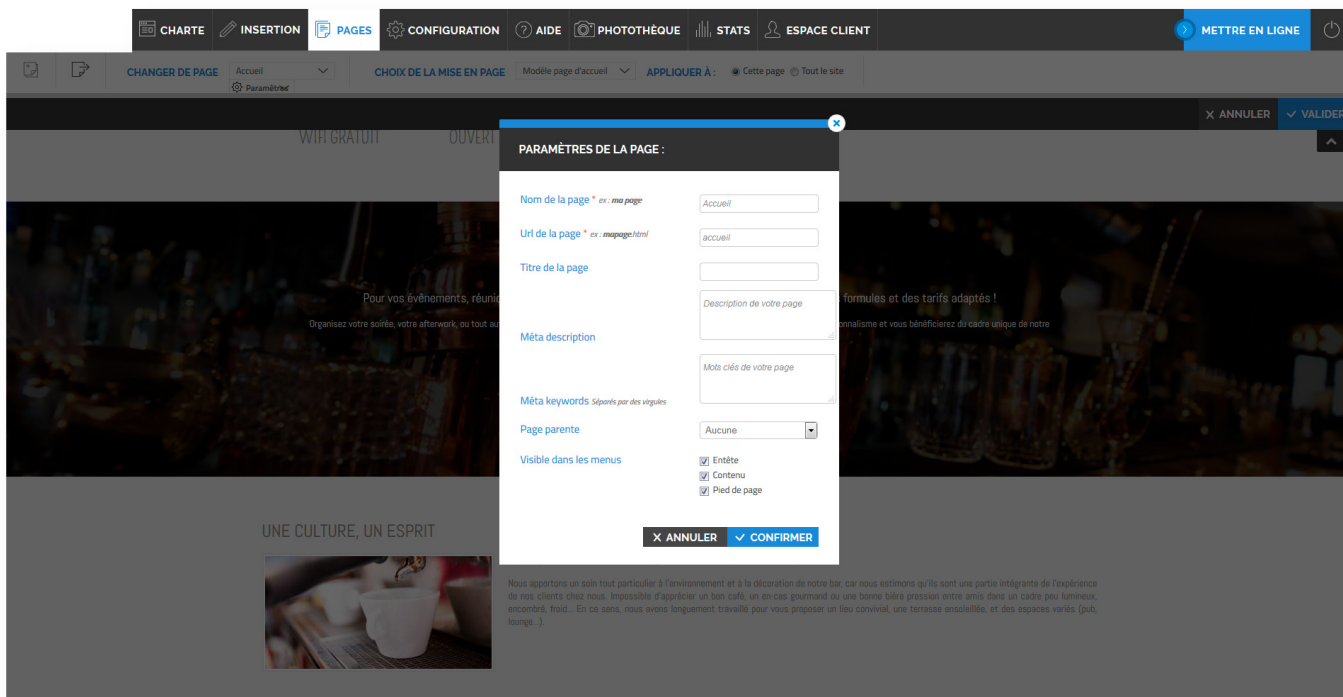 CHARTE INSERTION PAGES CONFIGURATION AIDE PHOTOTHÈQUE STATS ESPACE CLIENT METTRE EN LIGNE
CHANGER DE PAGE Accueil CHOIX DE LA MISE EN PAGE Modèle page d'accueil APPLIQUER À : Cette page Tout le site
Paramètres
ANNULER VALIDER
WIFI GRATUIT OUVERT
PARAMÈTRES DE LA PAGE :
Nom de la page * ex : ma page Accueil
Url de la page * ex : mapage.html accueil
Titre de la page
Pour vos événements, réunio formules et des tarifs adaptés !
Description de votre page
Organisez votre soirée, votre afterwork, ou tout au onnalisme et vous bénéficierez du cadre unique de notre
Méta description
Mots clés de votre page
Méta keywords Séparés par des virgules
Page parente Aucune
Visible dans les menus Entête
Contenu
Pied de page
UNE CULTURE, UN ESPRIT
ANNULER CONFIRMER
Nous apportons un soin tout particulier à l'environnement et à la décoration de notre bar, car nous estimons qu'ils sont une partie intégrante de l'expérience
de nos clients chez nous. Impossible d'apprécier un bon café, un en-cas gourmand ou une bonne bière pression entre amis dans un cadre peu lumineux,
encombré, froid... En ce sens, nous avons longuement travaillé pour vous proposer un lieu convivial, une terrasse ensoleillée, et des espaces variés (pub,
lounge...).